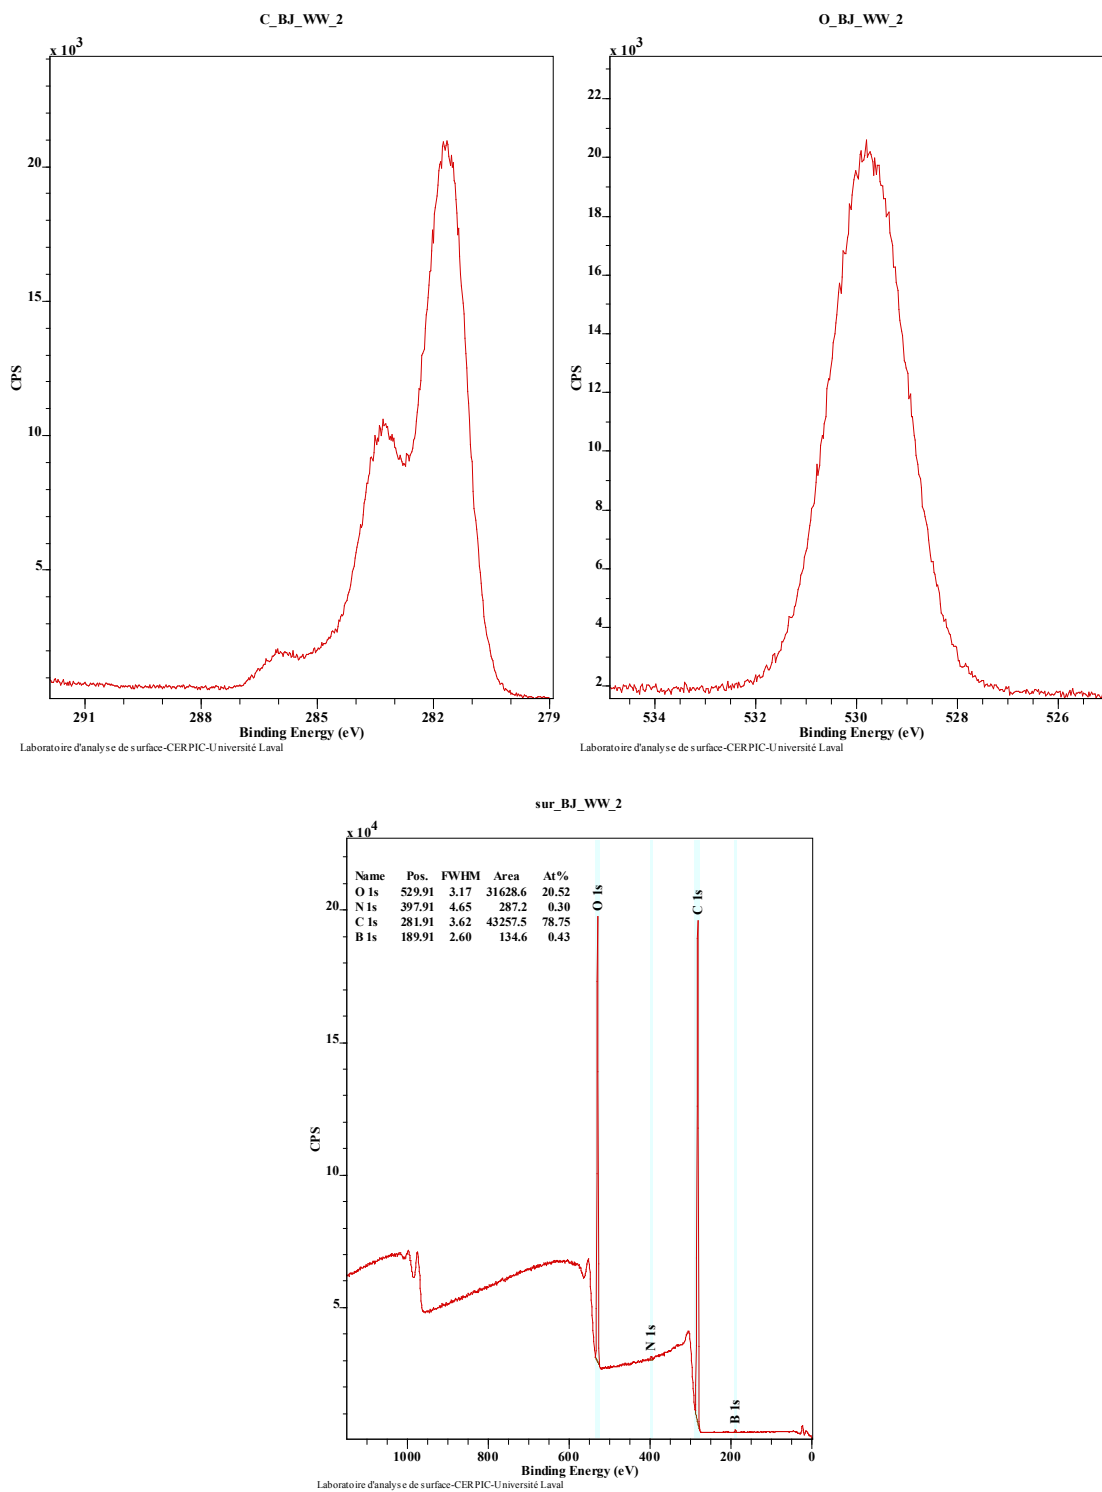 C_BJ_WW_2
x 10³
20
15
10
5
CPS
291 288 285 282 279
Binding Energy (eV)
Laboratoire d'analyse de surface-CERPIC-Université Laval
O_BJ_WW_2
x 10³
22
20
18
16
14
12
10
8
6
4
2
CPS
534 532 530 528 526
Binding Energy (eV)
Laboratoire d'analyse de surface-CERPIC-Université Laval
sur_BJ_WW_2
x 10⁴
Name Pos. FWHM Area At%
O 1s 529.91 3.17 31628.6 20.52
N 1s 397.91 4.65 287.2 0.30
C 1s 281.91 3.62 43257.5 78.75
B 1s 189.91 2.60 134.6 0.43
O 1s
C 1s
N 1s
B 1s
20
15
10
5
CPS
1000 800 600 400 200 0
Binding Energy (eV)
Laboratoire d'analyse de surface-CERPIC-Université Laval